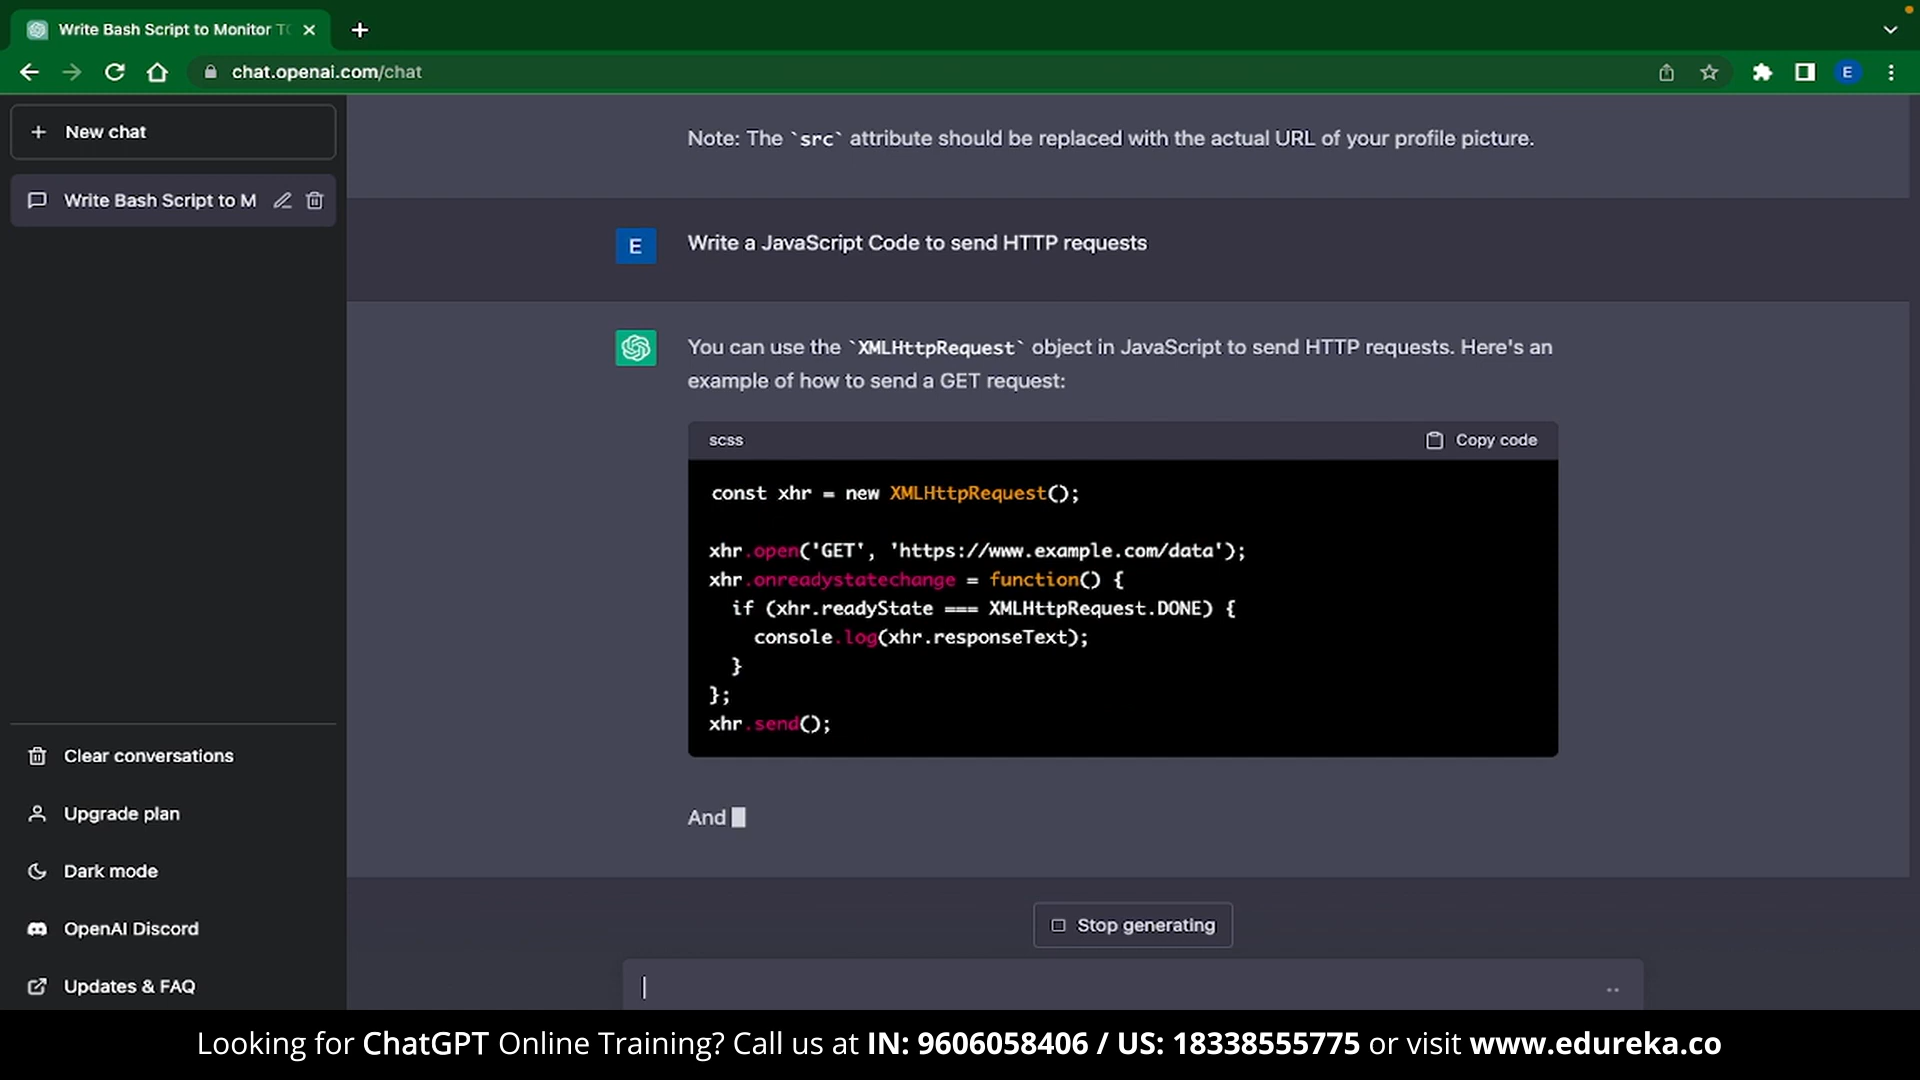 Write Bash Script to Monitor TC
chat.openai.com/chat
E
New chat
Write Bash Script to M
Note: The `src` attribute should be replaced with the actual URL of your profile picture.
E
Write a JavaScript Code to send HTTP requests
You can use the `XMLHttpRequest` object in JavaScript to send HTTP requests. Here's an
example of how to send a GET request:
scss
Copy code
const xhr = new XMLHttpRequest();
xhr.open('GET', 'https://www.example.com/data');
xhr.onreadystatechange = function() {
if (xhr.readyState === XMLHttpRequest.DONE) {
console.log(xhr.responseText);
}
};
xhr.send();
And
Clear conversations
Upgrade plan
Dark mode
OpenAI Discord
Updates & FAQ
Stop generating
Looking for ChatGPT Online Training? Call us at IN: 9606058406 / US: 18338555775 or visit www.edureka.co